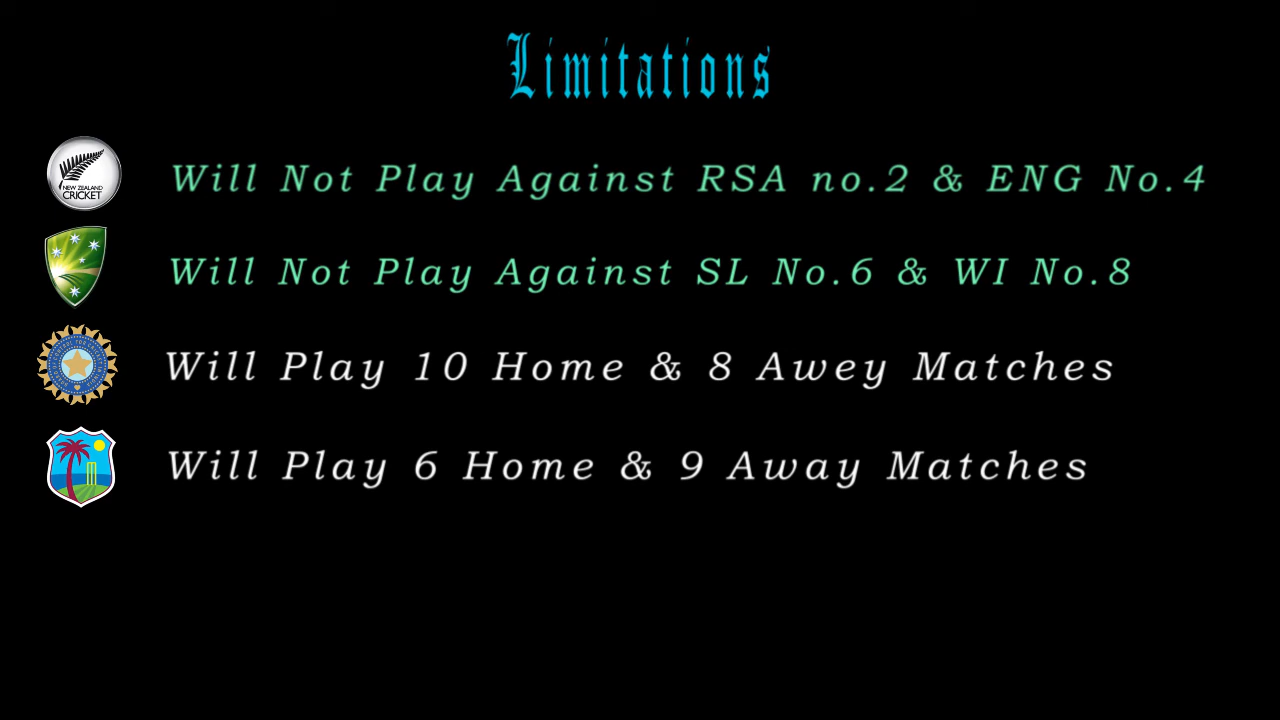 Limitations
NEW ZEALAND
CRICKET
Will Not Play Against RSA no.2 & ENG No.4
Will Not Play Against SL No.6 & WI No.8
Will Play 10 Home & 8 Awey Matches
Will Play 6 Home & 9 Away Matches